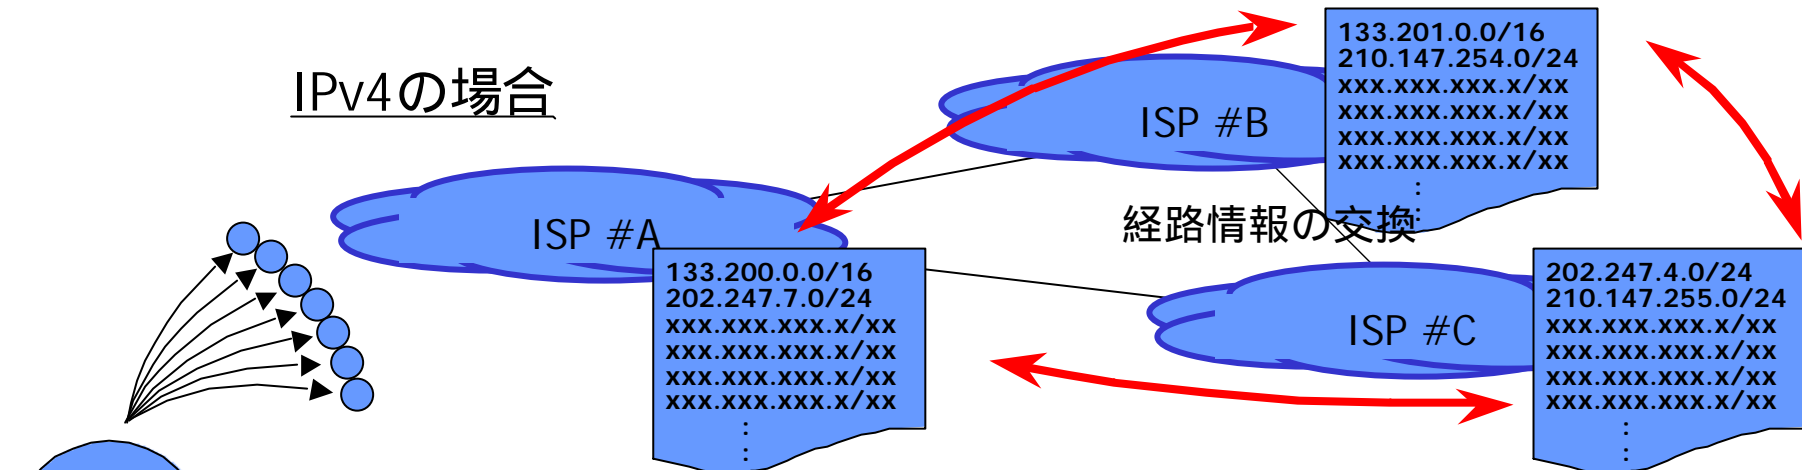 IPv4の場合
133.201.0.0/16
210.147.254.0/24
xxx.xxx.xxx.x/xx
xxx.xxx.xxx.x/xx
xxx.xxx.xxx.x/xx
xxx.xxx.xxx.x/xx
:
:
ISP #B
ISP #A
経路情報の交換
133.200.0.0/16
202.247.7.0/24
xxx.xxx.xxx.x/xx
xxx.xxx.xxx.x/xx
xxx.xxx.xxx.x/xx
xxx.xxx.xxx.x/xx
:
:
ISP #C
202.247.4.0/24
210.147.255.0/24
xxx.xxx.xxx.x/xx
xxx.xxx.xxx.x/xx
xxx.xxx.xxx.x/xx
xxx.xxx.xxx.x/xx
:
: